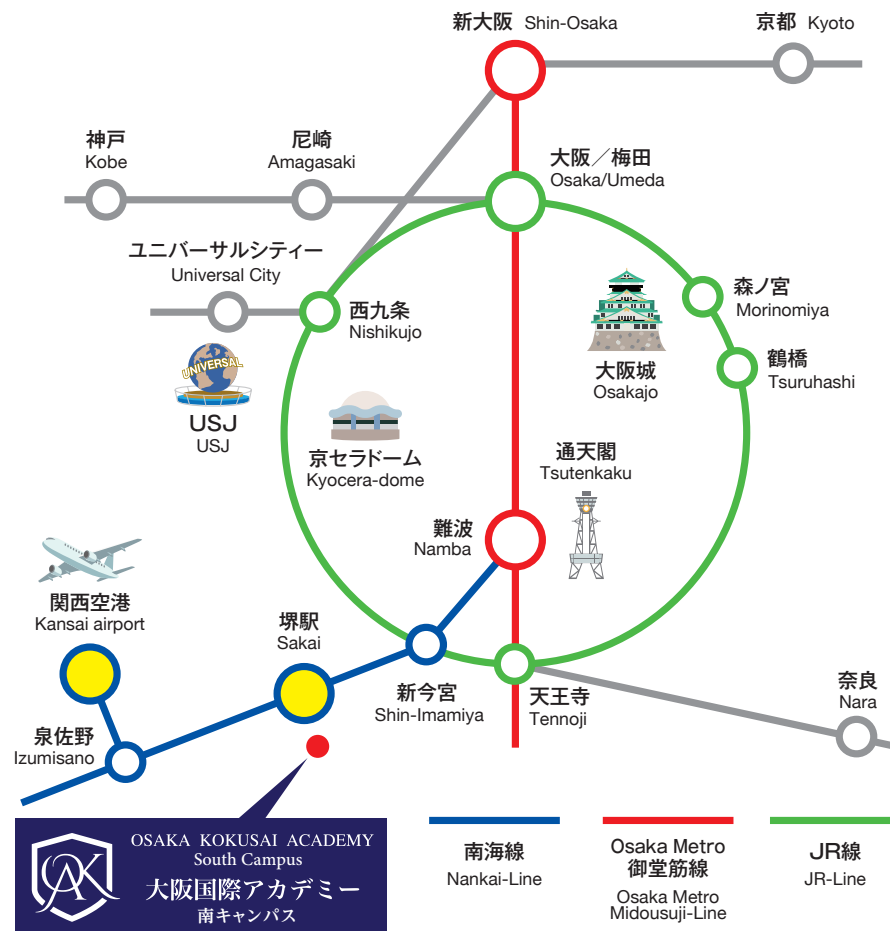 新大阪 Shin-Osaka
京都 Kyoto
神戸
Kobe
尼崎
Amagasaki
大阪／梅田
Osaka/Umeda
ユニバーサルシティー
Universal City
西九条
Nishikujo
森ノ宮
Morinomiya
UNIVERSAL
USJ
USJ
大阪城
Osakajo
鶴橋
Tsuruhashi
京セラドーム
Kyocera-dome
通天閣
Tsutenkaku
難波
Namba
関西空港
Kansai airport
堺駅
Sakai
新今宮
Shin-Imamiya
天王寺
Tennoji
奈良
Nara
泉佐野
Izumisano
OAK
OSAKA KOKUSAI ACADEMY
South Campus
大阪国際アカデミー
南キャンパス
南海線
Nankai-Line
Osaka Metro
御堂筋線
Osaka Metro
Midousuji-Line
JR線
JR-Line